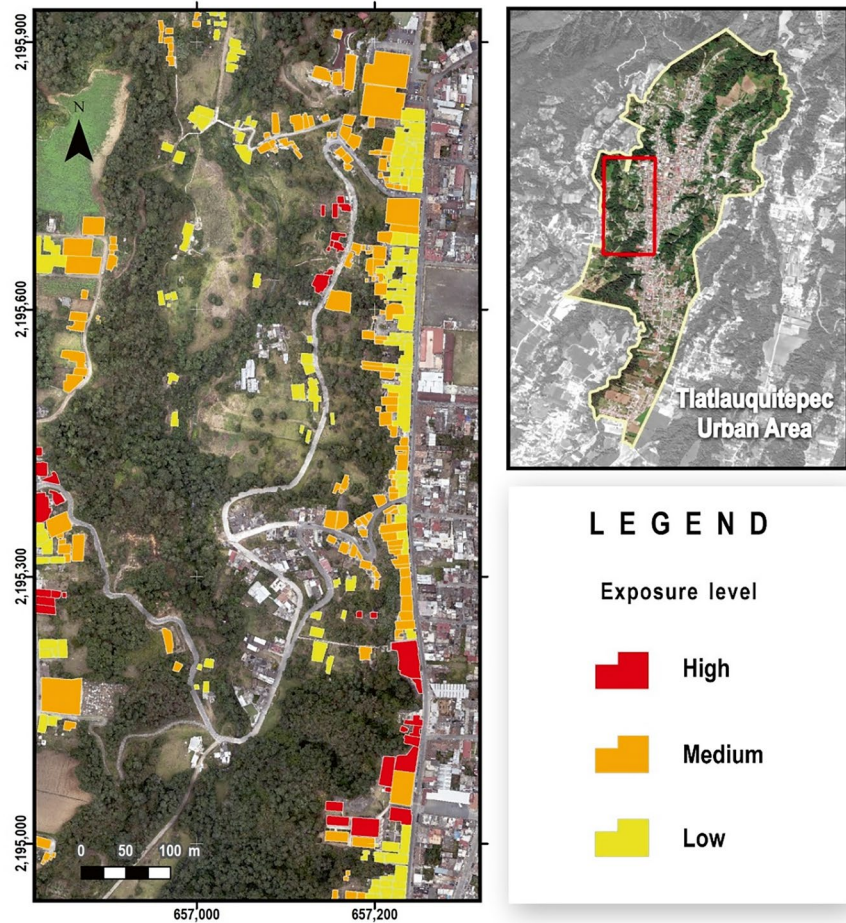 2,195,900
N
2,195,600
2,195,300
2,195,000
0 50 100 m
657,000 657,200
Tlatlauquitepec
Urban Area
LEGEND
Exposure level
High
Medium
Low